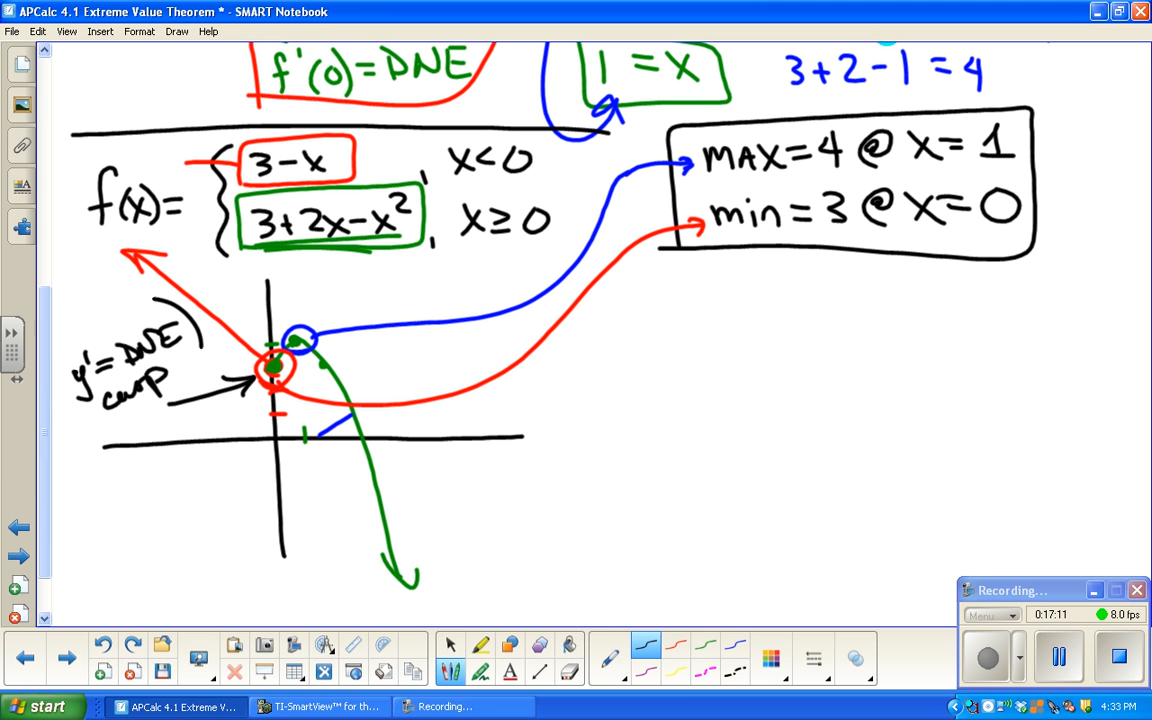 APCalc 4.1 Extreme Value Theorem * - SMART Notebook
File Edit View Insert Format Draw Help
f'(0)=DNE
1 = x
3+2-1=4
f(x)= { 3-x , x<0
3+2x-x² , x≥0
MAX=4 @ x=1
min=3 @ x=0
y'=DNE)
cusp
Recording...
Menu
0:17:11
8.0 fps
start
APCalc 4.1 Extreme V...
TI-SmartView™ for th...
Recording...
4:33 PM